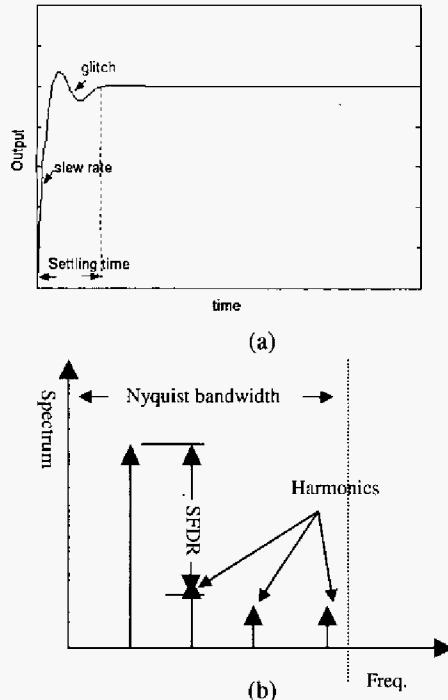 glitch
Output
slew rate
Settling time
time
(a)
Spectrum
Nyquist bandwidth
Harmonics
SFDR
Freq.
(b)